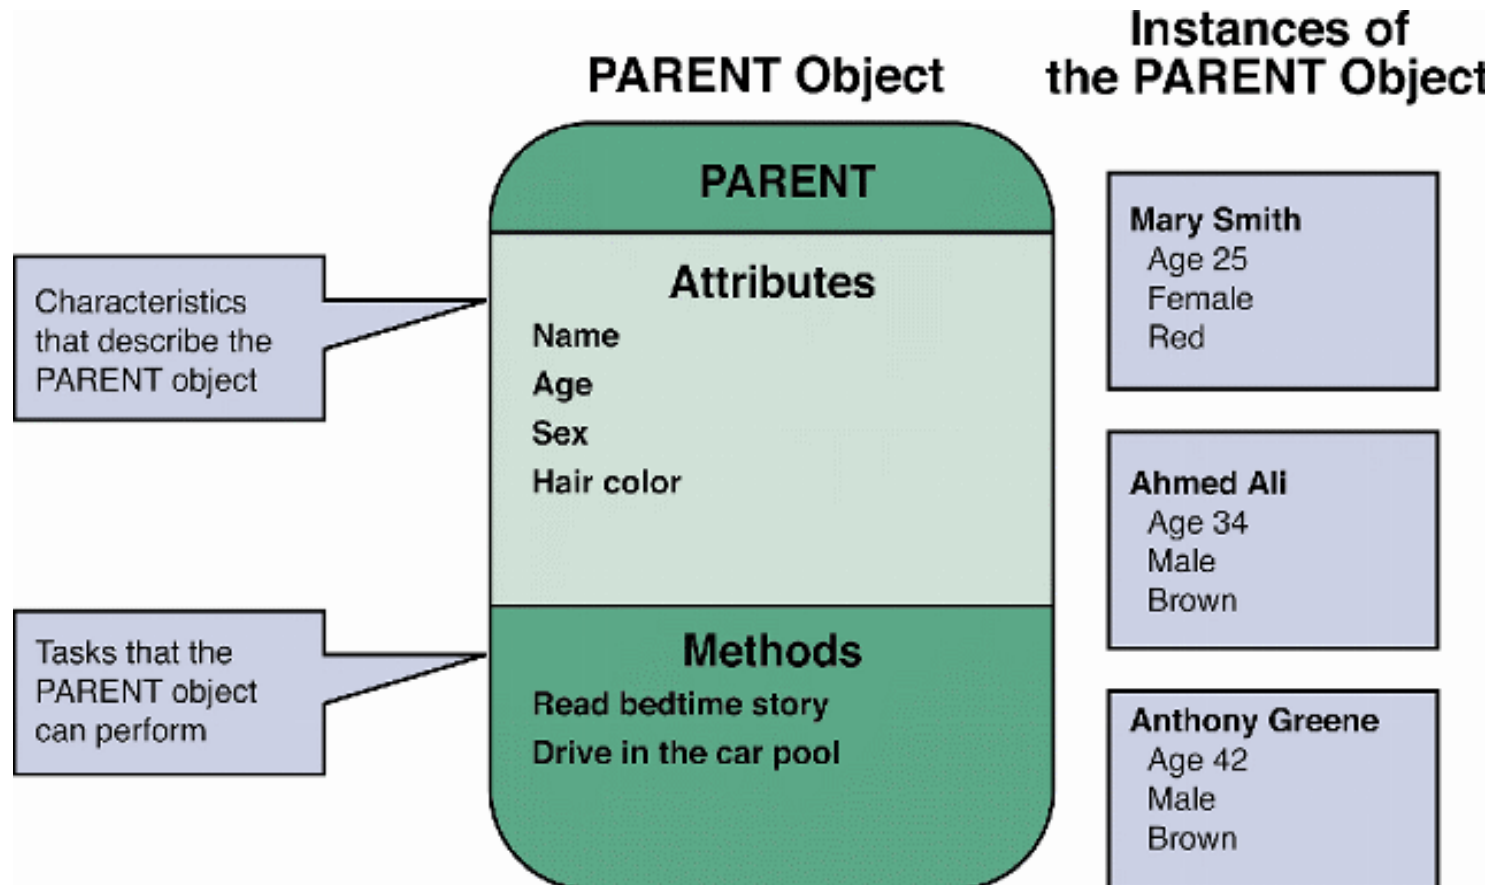 Instances of
the PARENT Object
PARENT Object
PARENT
Attributes
Name
Age
Sex
Hair color
Methods
Read bedtime story
Drive in the car pool
Characteristics
that describe the
PARENT object
Tasks that the
PARENT object
can perform
Mary Smith
Age 25
Female
Red
Ahmed Ali
Age 34
Male
Brown
Anthony Greene
Age 42
Male
Brown